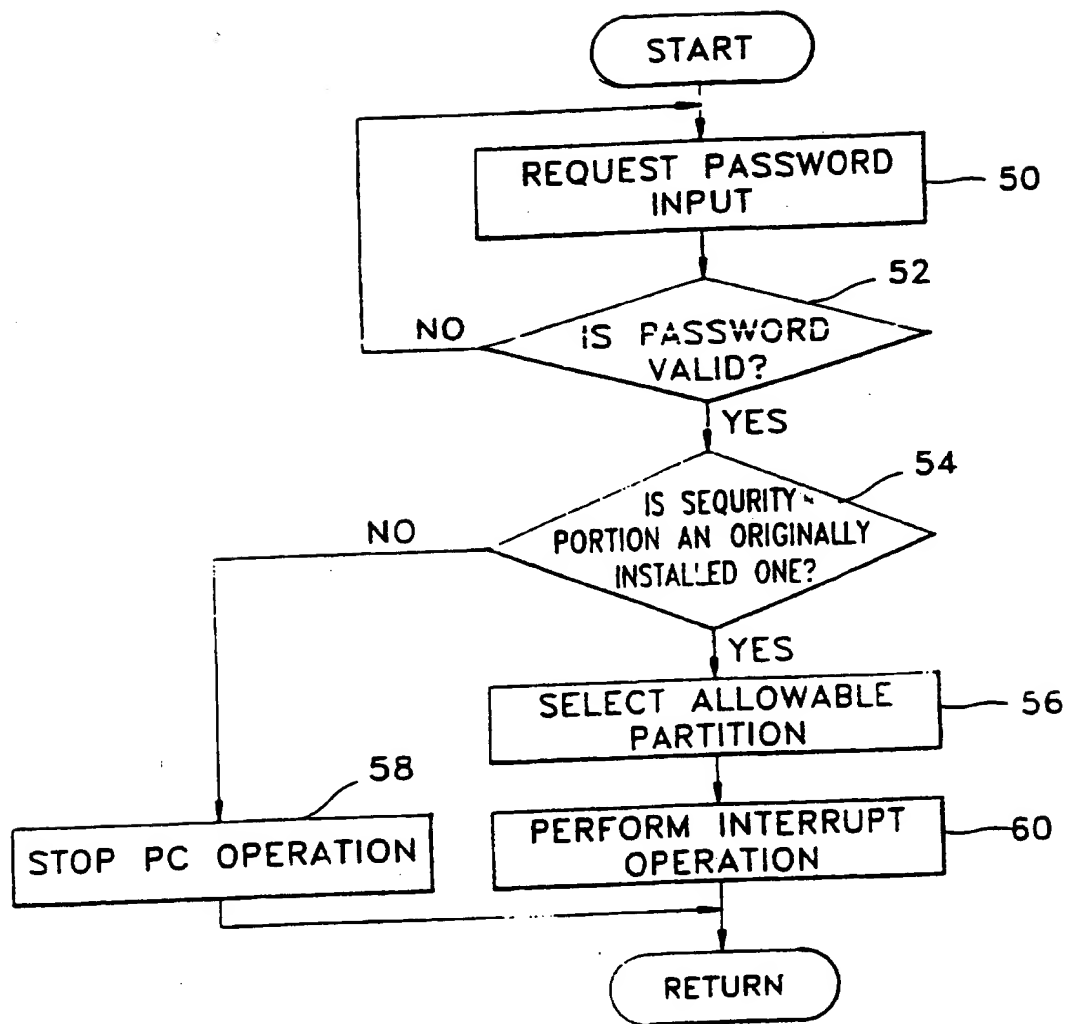 START
REQUEST PASSWORD
INPUT
50
52
NO
IS PASSWORD
VALID?
YES
54
NO
IS SEQURITY
PORTION AN ORIGINALLY
INSTALLED ONE?
YES
SELECT ALLOWABLE
PARTITION
56
58
STOP PC OPERATION
PERFORM INTERRUPT
OPERATION
60
RETURN